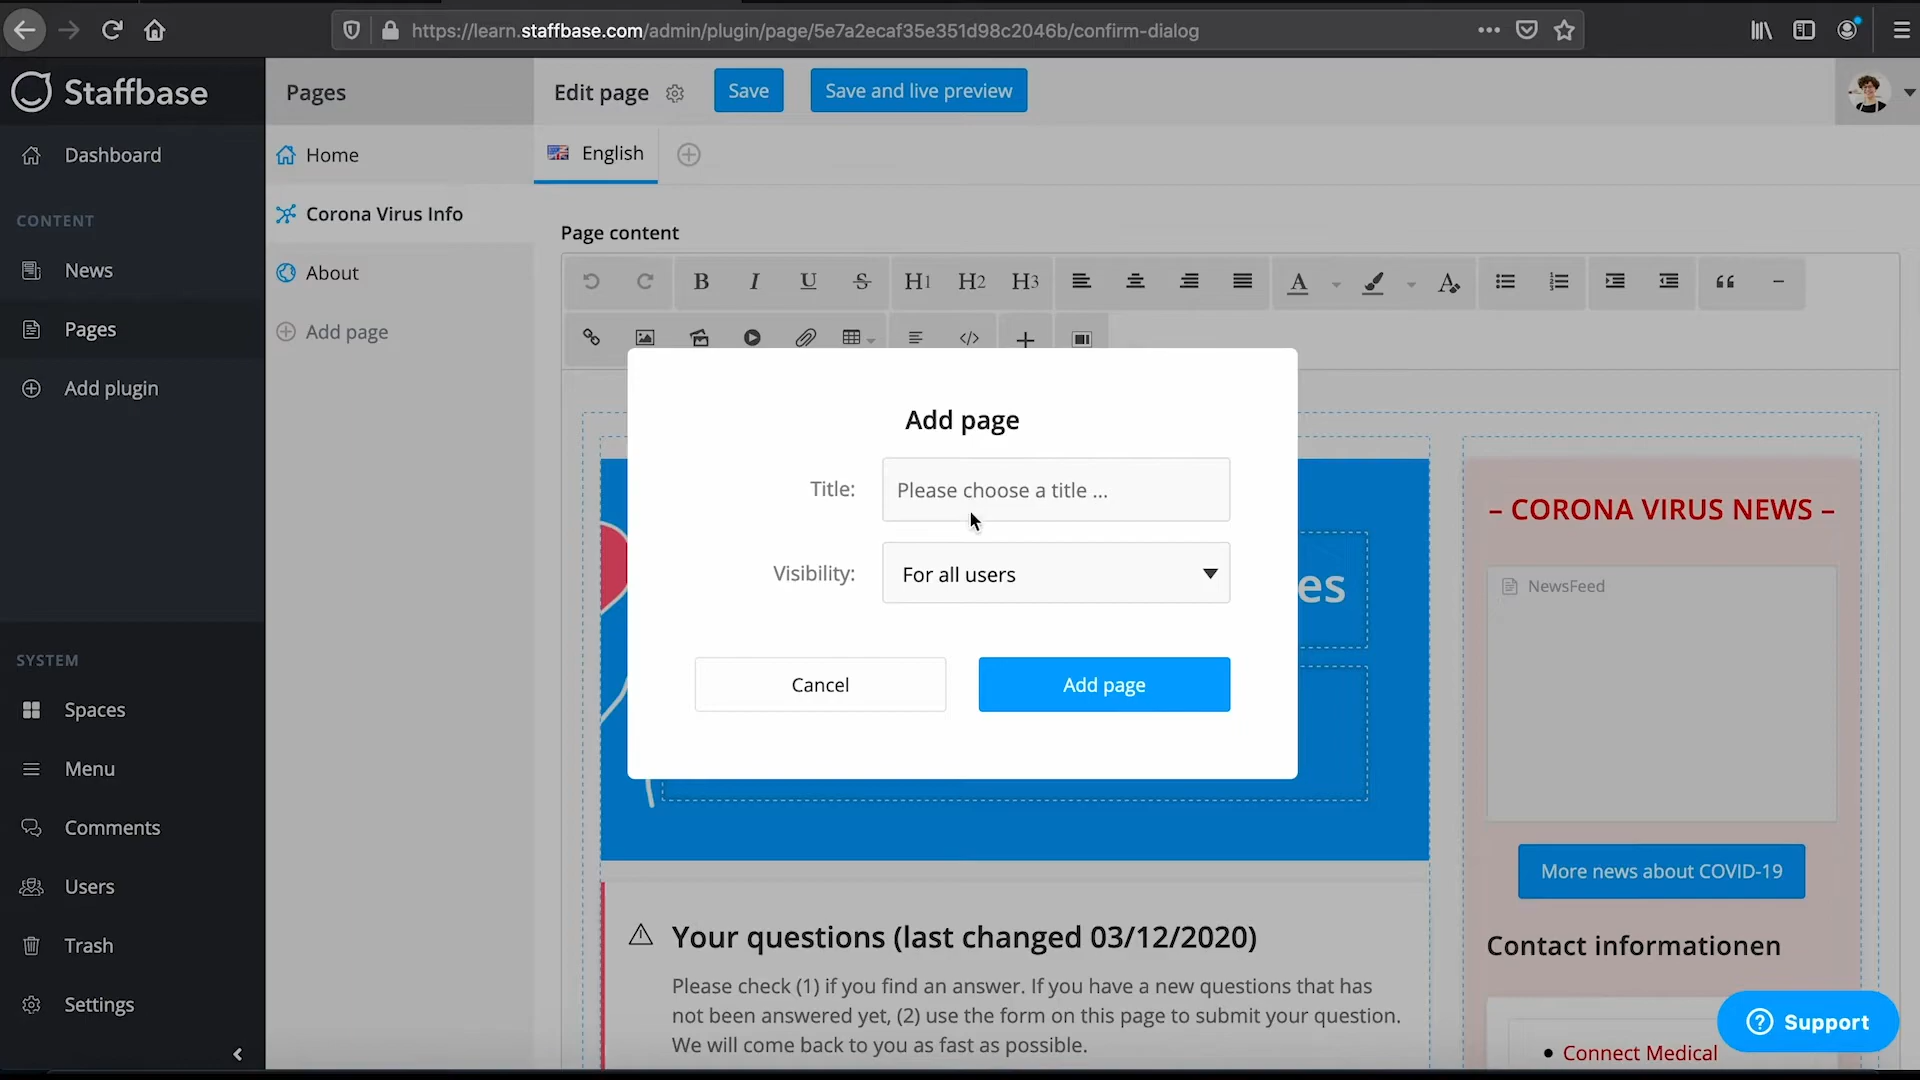 https://learn.staffbase.com/admin/plugin/page/5e7a2ecaf35e351d98c2046b/confirm-dialog
Staffbase
Pages
Edit page
Save
Save and live preview
Dashboard
Home
English
CONTENT
Corona Virus Info
Page content
News
About
B I U S H1 H2 H3 A
Pages
Add page
Add plugin
Add page
Title:
Please choose a title ...
– CORONA VIRUS NEWS –
Visibility:
For all users
es
NewsFeed
SYSTEM
Cancel
Add page
Spaces
Menu
Comments
More news about COVID-19
Users
Your questions (last changed 03/12/2020)
Contact informationen
Trash
Please check (1) if you find an answer. If you have a new questions that has
not been answered yet, (2) use the form on this page to submit your question.
We will come back to you as fast as possible.
Settings
Support
• Connect Medical